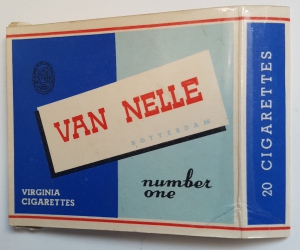 VAN NELLE
ROTTERDAM
number
one
VIRGINIA
CIGARETTES
20 CIGARETTES